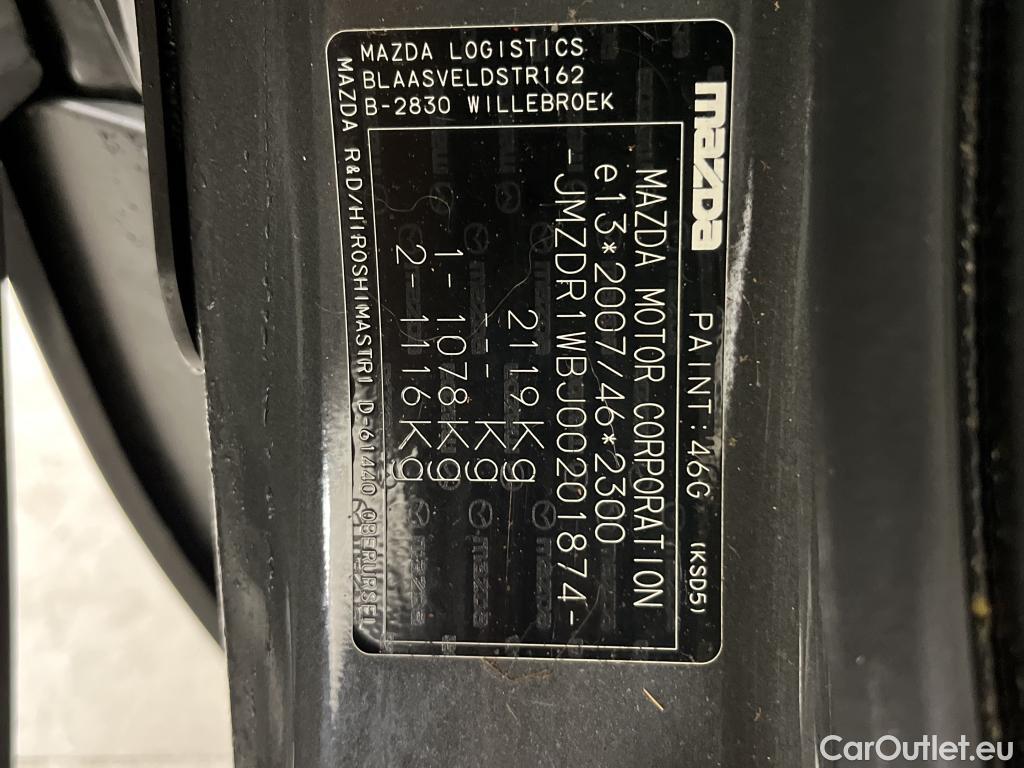 mazda PAINT:46G (KSD5)
MAZDA MOTOR CORPORATION
e13*2007/46*2300
-JMZDR1WBJ00201874-
2119Kg
-- Kg
1- 1078Kg
2- 1116Kg
MAZDA LOGISTICS
BLAASVELDSTR162
B-2830 WILLEBROEK
MAZDA R&D/HIROSHIMASTR1 D-61440 OBERURSEL
CarOutlet.eu